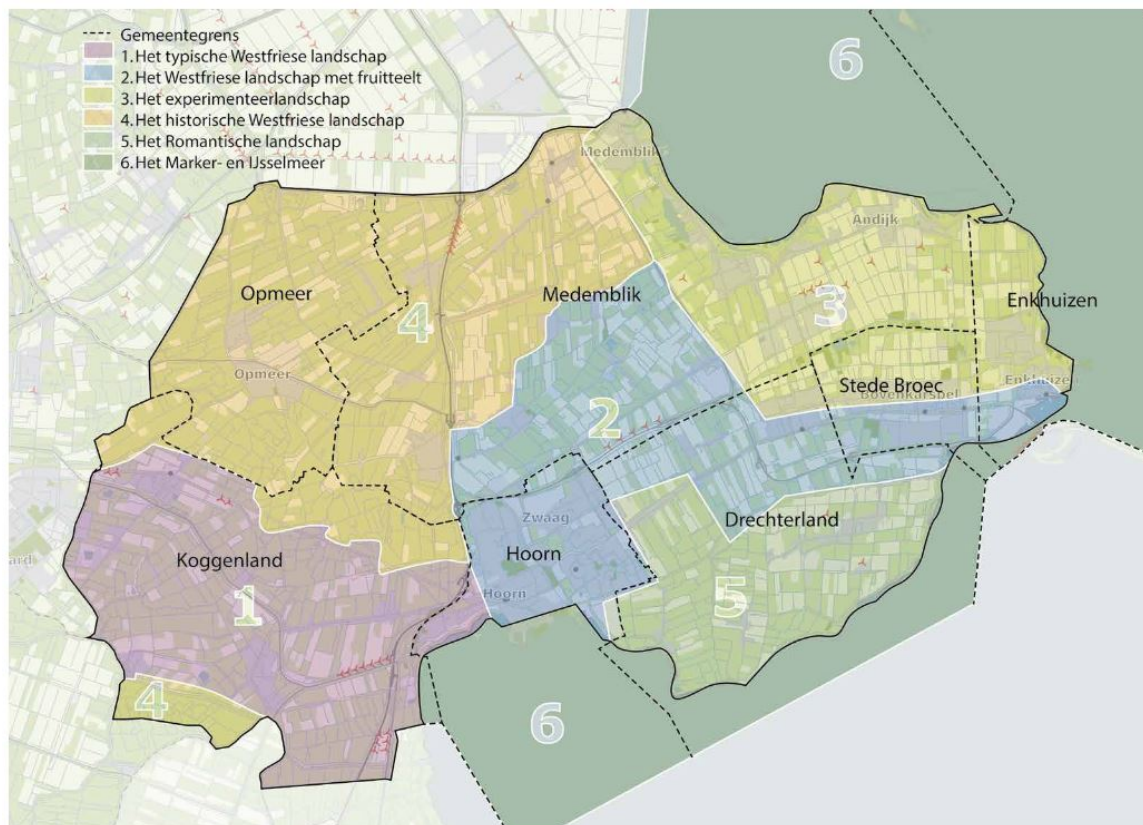 Gemeentegrens
1. Het typische Westfriese landschap
2. Het Westfriese landschap met fruitteelt
3. Het experimenteerlandschap
4. Het historische Westfriese landschap
5. Het Romantische landschap
6. Het Marker- en IJsselmeer
6
Medemblik
Andijk
Opmeer
Medemblik
Enkhuizen
4
3
Opmeer
Stede Broec
Enkhuizen
Bovenkarspel
2
Zwaag
Drechterland
Hoorn
Koggenland
ard
1
Hoorn
5
4
6